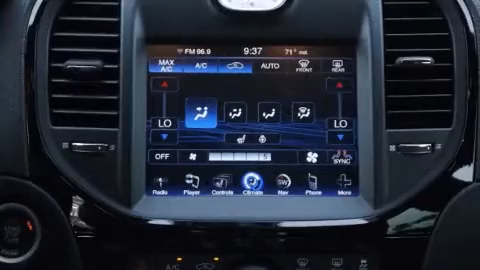 FM 96.9 9:37 71° out.
MAX A/C A/C AUTO FRONT REAR
LO LO
OFF 5 SYNC
Radio Player Controls Climate Nav Phone More
A/C